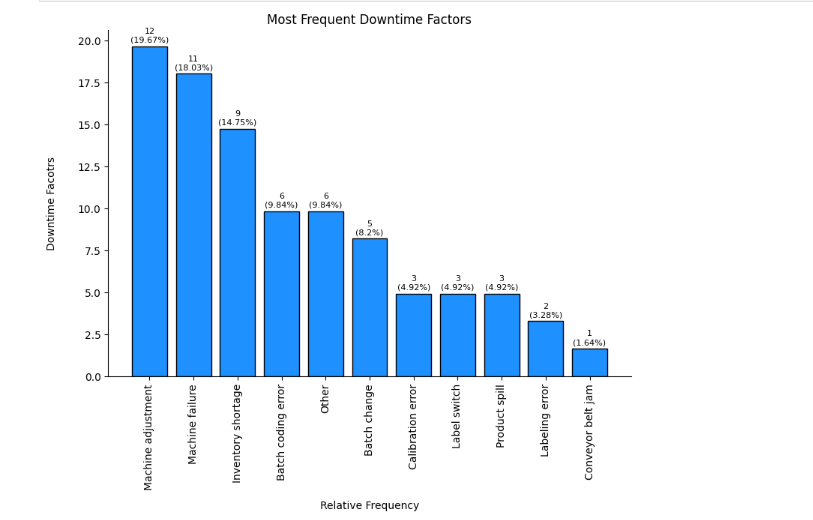 Most Frequent Downtime Factors
12
(19.67%)
11
(18.03%)
9
(14.75%)
6
(9.84%)
6
(9.84%)
5
(8.2%)
3
(4.92%)
3
(4.92%)
3
(4.92%)
2
(3.28%)
1
(1.64%)
20.0
17.5
15.0
12.5
10.0
7.5
5.0
2.5
0.0
Downtime Facotrs
Machine adjustment
Machine failure
Inventory shortage
Batch coding error
Other
Batch change
Calibration error
Label switch
Product spill
Labeling error
Conveyor belt jam
Relative Frequency